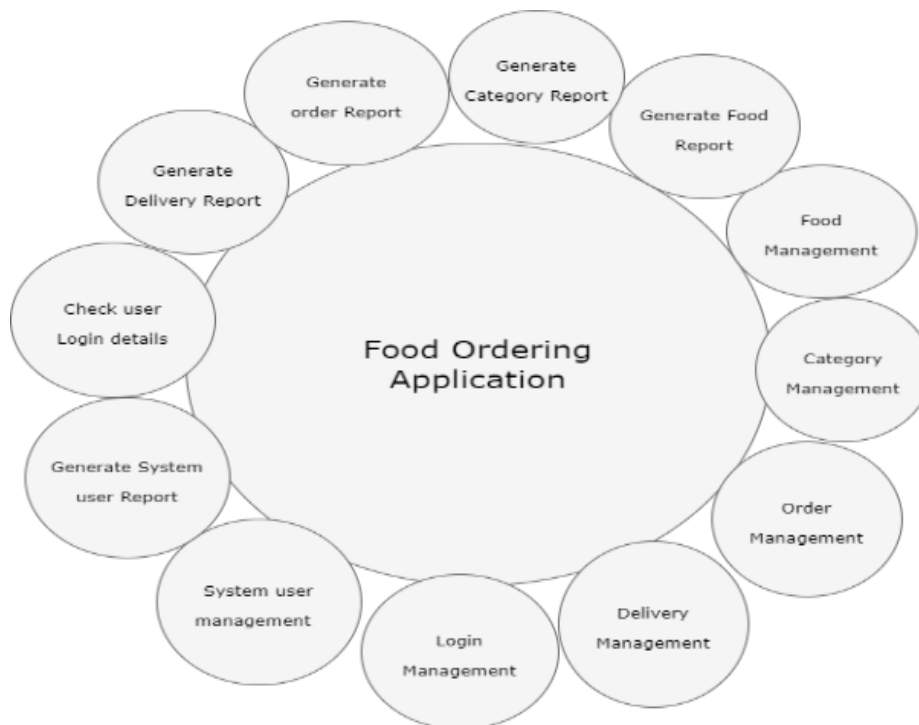 Generate
Category Report
Generate
order Report
Generate Food
Report
Generate
Delivery Report
Food
Management
Check user
Login details
Food Ordering
Application
Category
Management
Generate System
user Report
Order
Management
System user
management
Delivery
Management
Login
Management